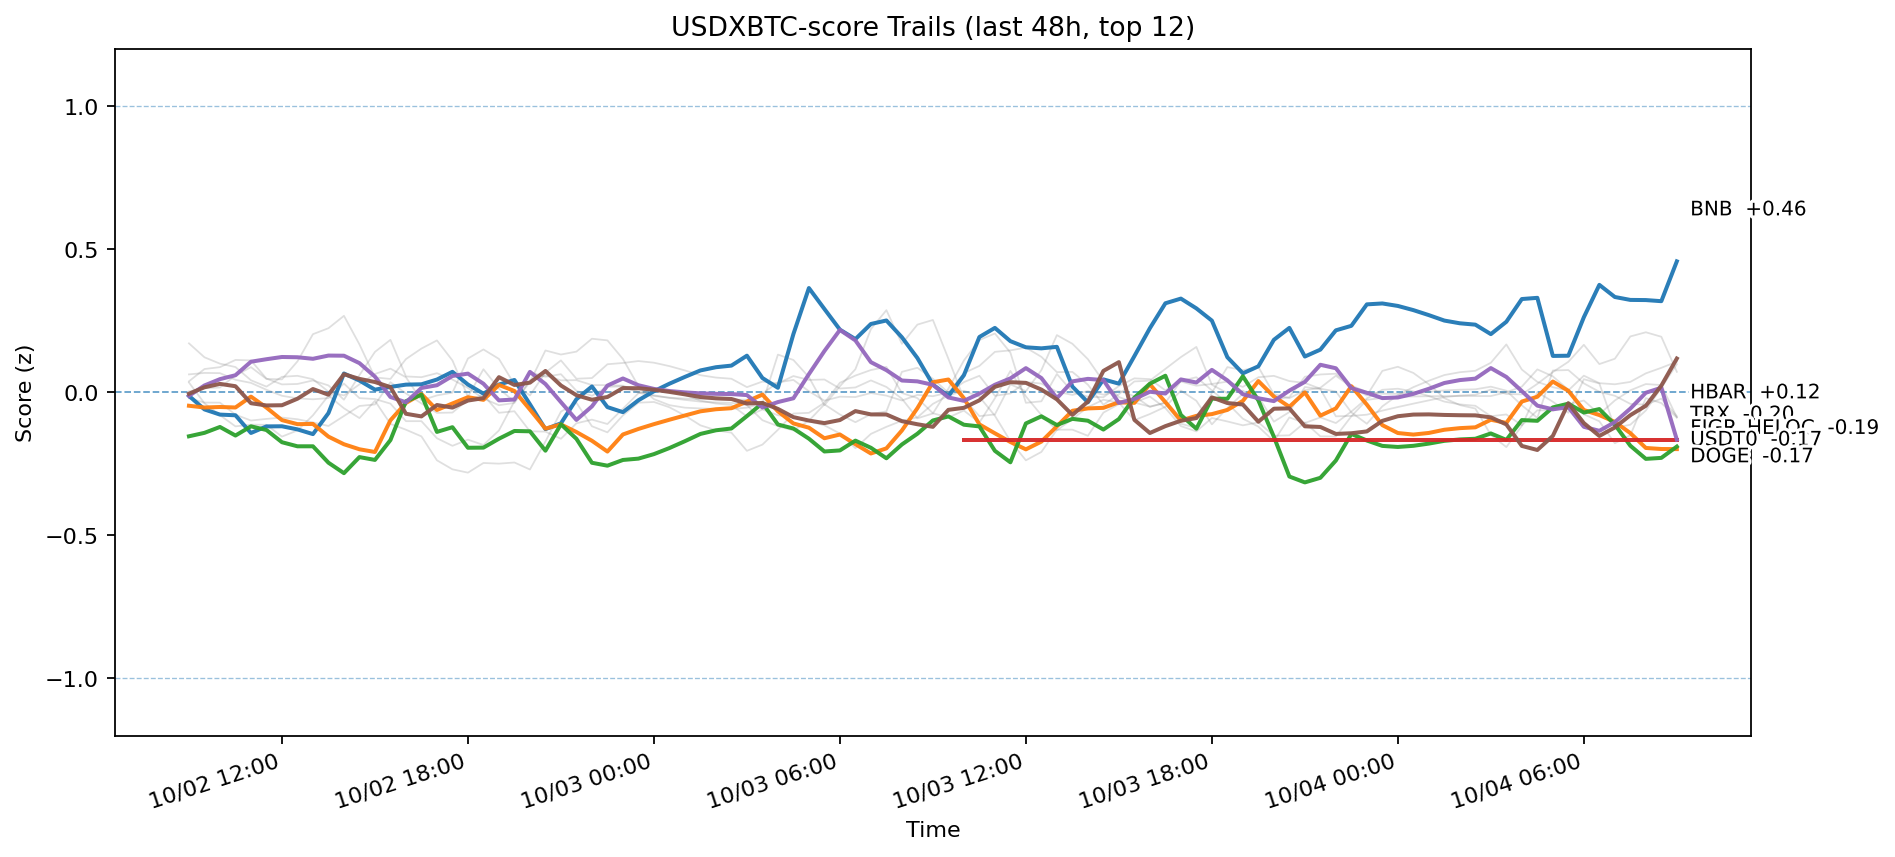 USDXBTC-score Trails (last 48h, top 12)
Score (z)
1.0
0.5
0.0
−0.5
−1.0
BNB +0.46
HBAR +0.12
TRX -0.20
FIGR_HELOC -0.19
USDT0 -0.17
DOGE -0.17
10/02 12:00
10/02 18:00
10/03 00:00
10/03 06:00
10/03 12:00
10/03 18:00
10/04 00:00
10/04 06:00
Time